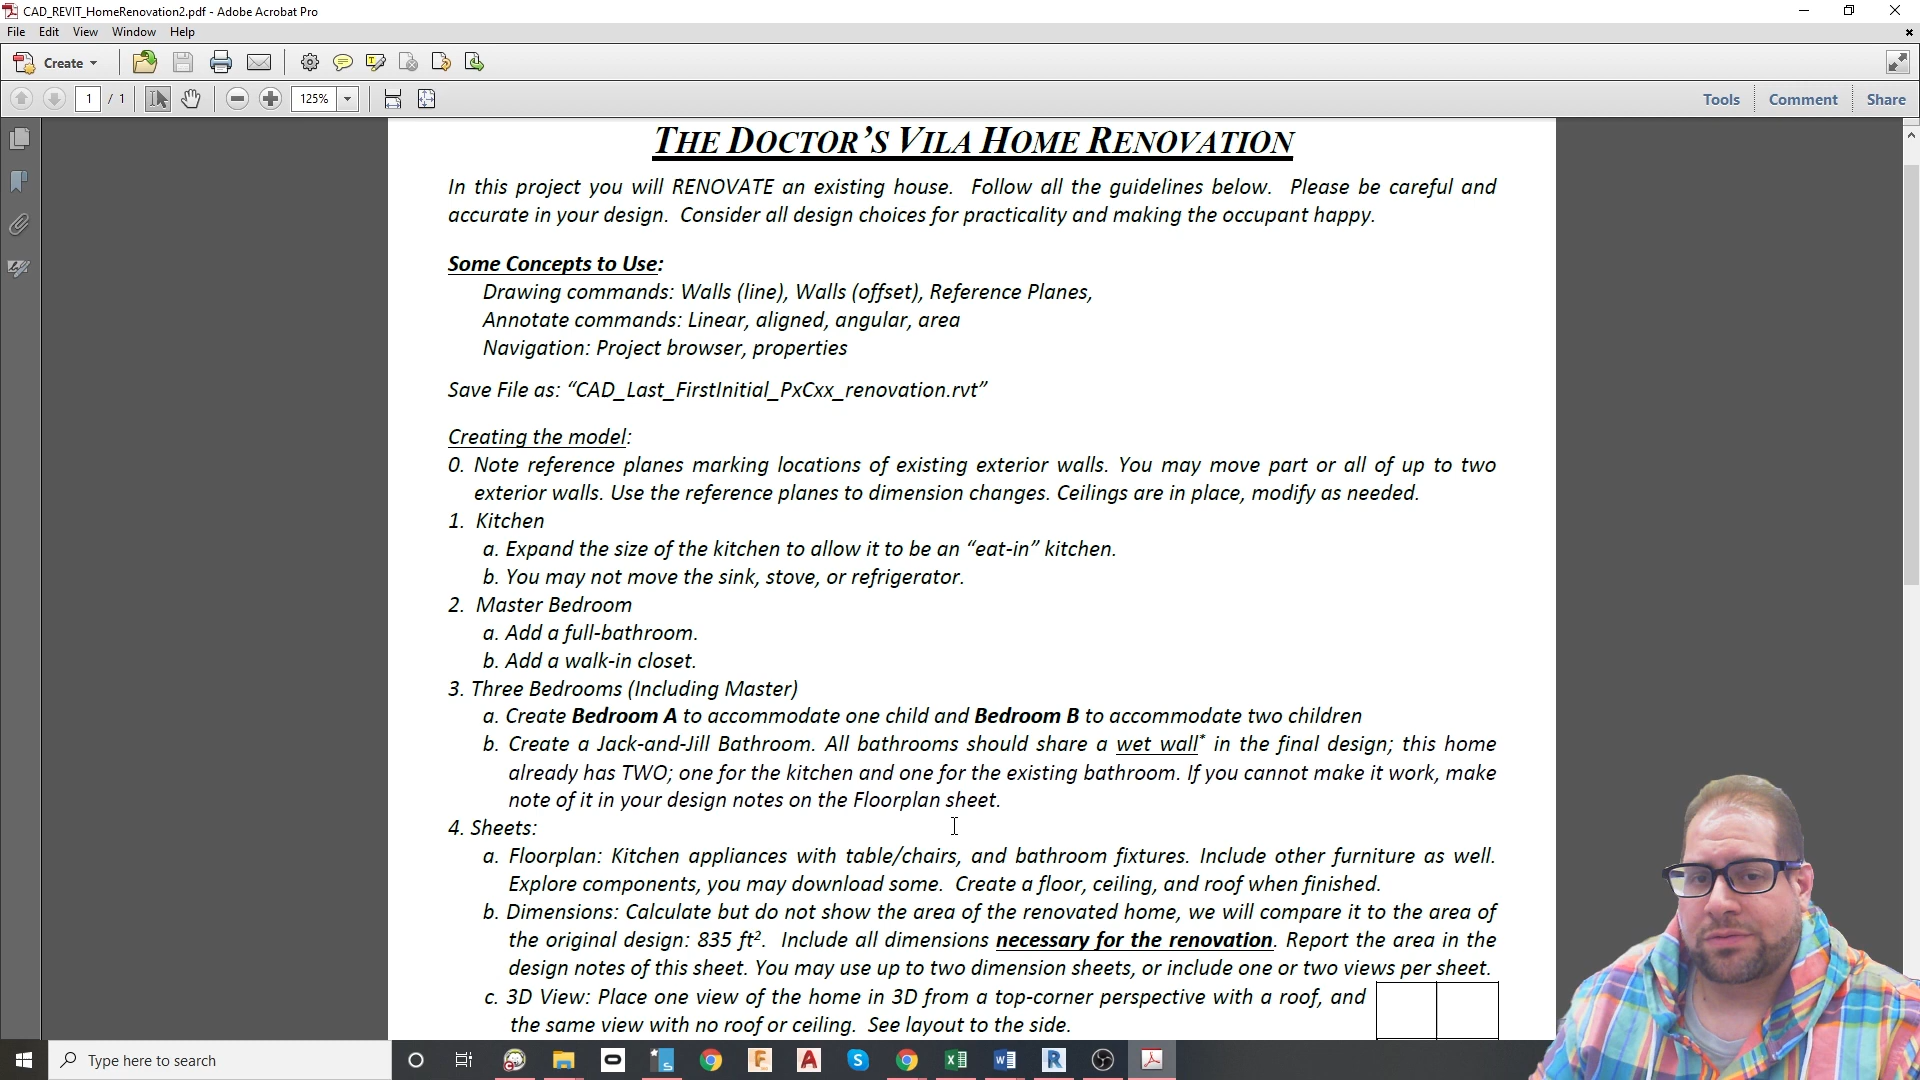 CAD_REVIT_HomeRenovation2.pdf - Adobe Acrobat Pro
File Edit View Window Help
Create
1 / 1 125% Tools Comment Share
THE DOCTOR’S VILA HOME RENOVATION
In this project you will RENOVATE an existing house. Follow all the guidelines below. Please be careful and
accurate in your design. Consider all design choices for practicality and making the occupant happy.
Some Concepts to Use:
Drawing commands: Walls (line), Walls (offset), Reference Planes,
Annotate commands: Linear, aligned, angular, area
Navigation: Project browser, properties
Save File as: “CAD_Last_FirstInitial_PxCxx_renovation.rvt”
Creating the model:
0. Note reference planes marking locations of existing exterior walls. You may move part or all of up to two
exterior walls. Use the reference planes to dimension changes. Ceilings are in place, modify as needed.
1. Kitchen
a. Expand the size of the kitchen to allow it to be an “eat-in” kitchen.
b. You may not move the sink, stove, or refrigerator.
2. Master Bedroom
a. Add a full-bathroom.
b. Add a walk-in closet.
3. Three Bedrooms (Including Master)
a. Create Bedroom A to accommodate one child and Bedroom B to accommodate two children
b. Create a Jack-and-Jill Bathroom. All bathrooms should share a wet wall* in the final design; this home
already has TWO; one for the kitchen and one for the existing bathroom. If you cannot make it work, make
note of it in your design notes on the Floorplan sheet.
4. Sheets:
a. Floorplan: Kitchen appliances with table/chairs, and bathroom fixtures. Include other furniture as well.
Explore components, you may download some. Create a floor, ceiling, and roof when finished.
b. Dimensions: Calculate but do not show the area of the renovated home, we will compare it to the area of
the original design: 835 ft². Include all dimensions necessary for the renovation. Report the area in the
design notes of this sheet. You may use up to two dimension sheets, or include one or two views per sheet.
c. 3D View: Place one view of the home in 3D from a top-corner perspective with a roof, and
the same view with no roof or ceiling. See layout to the side.
Type here to search